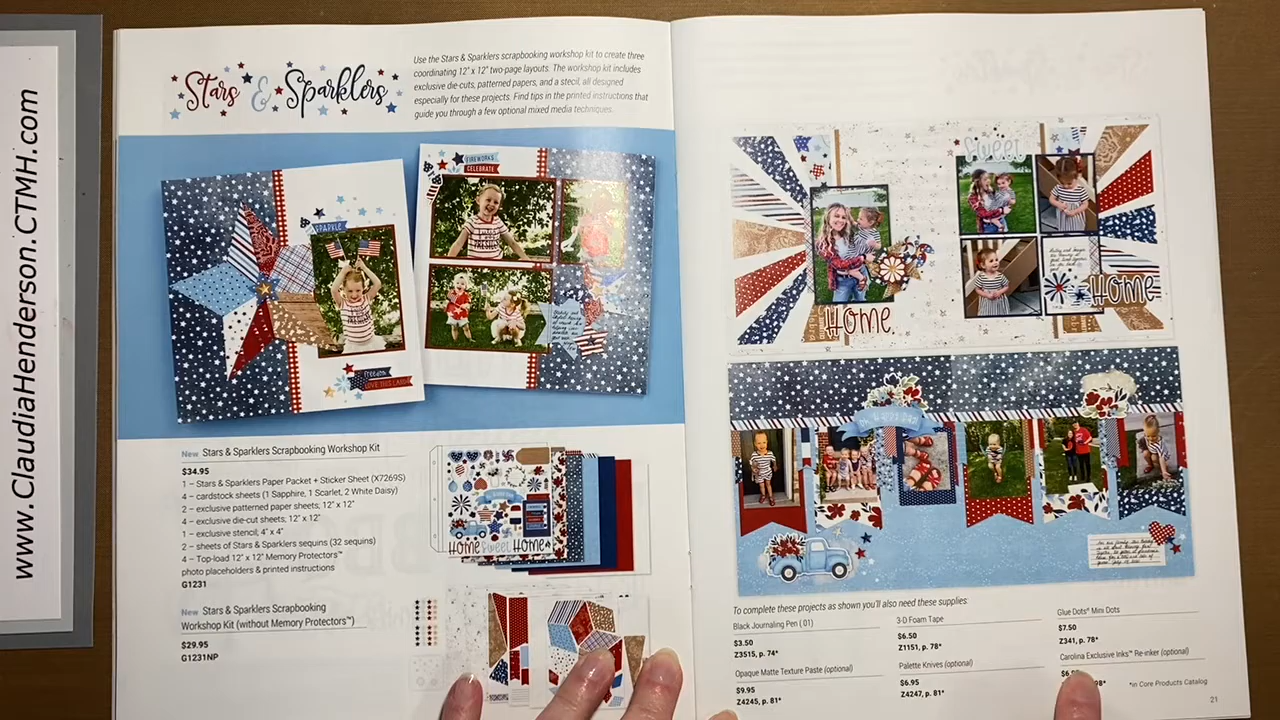 www.ClaudiaHenderson.CTMH.com
Stars & Sparklers
Use the Stars & Sparklers scrapbooking workshop kit to create three
coordinating 12" x 12" two-page layouts. The workshop kit includes
exclusive die-cuts, patterned papers, and a stecil, all designed
especially for these projects. Find tips in the printed instructions that
guide you through a few optional mixed media techniques.
SPARKLE
freedom
LOVE THIS LAND
FIREWORKS
CELEBRATE
New Stars & Sparklers Scrapbooking Workshop Kit
$34.95
1 – Stars & Sparklers Paper Packet + Sticker Sheet (X7269S)
4 – cardstock sheets (1 Sapphire, 1 Scarlet, 2 White Daisy)
2 – exclusive patterned paper sheets; 12" x 12"
4 – exclusive die-cut sheets; 12" x 12"
1 – exclusive stencil; 4" x 4"
2 – sheets of Stars & Sparklers sequins (32 sequins)
4 – Top-load 12" x 12" Memory Protectors™
photo placeholders & printed instructions
G1231
New Stars & Sparklers Scrapbooking
Workshop Kit (without Memory Protectors™)
$29.95
G1231NP
HOME sweet HOME
sweet
HOME
HOME
To complete these projects as shown you'll also need these supplies:
Black Journaling Pen (.01)
$3.50
Z3515, p. 74*
Opaque Matte Texture Paste (optional)
$9.95
Z4245, p. 81*
3-D Foam Tape
$6.50
Z1151, p. 78*
Palette Knives (optional)
$6.95
Z4247, p. 81*
Glue Dots® Mini Dots
$7.50
Z341, p. 78*
Carolina Exclusive Inks™ Re-inker (optional)
*in Core Products Catalog
21